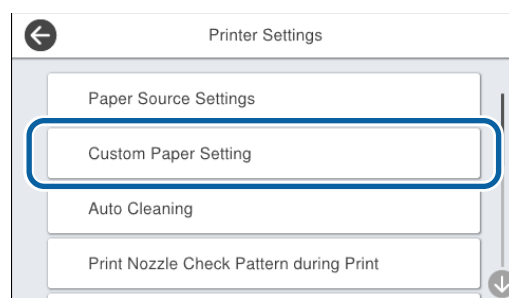 Printer Settings
Paper Source Settings
Custom Paper Setting
Auto Cleaning
Print Nozzle Check Pattern during Print